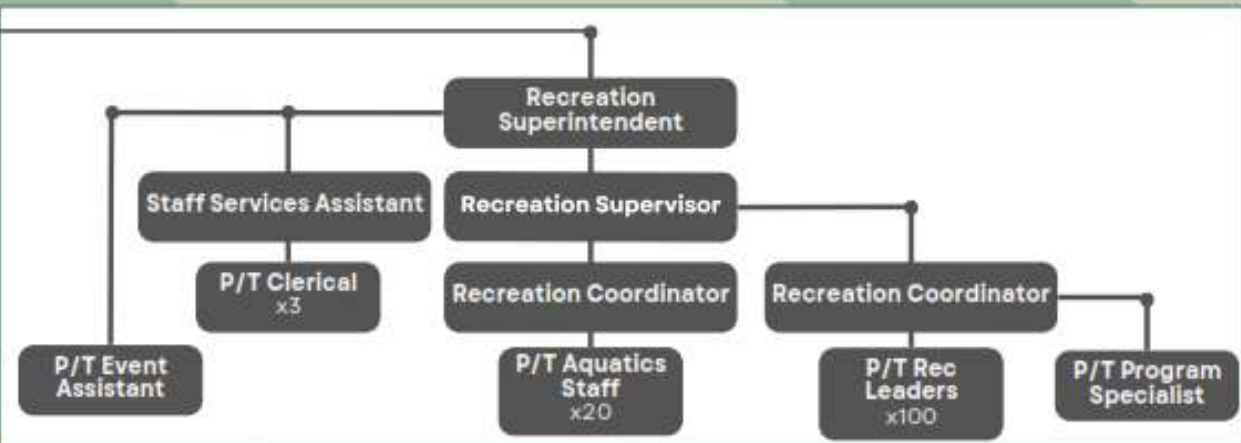 Recreation
Superintendent
Staff Services Assistant
Recreation Supervisor
P/T Clerical
x3
Recreation Coordinator
Recreation Coordinator
P/T Event
Assistant
P/T Aquatics
Staff
x20
P/T Rec
Leaders
x100
P/T Program
Specialist